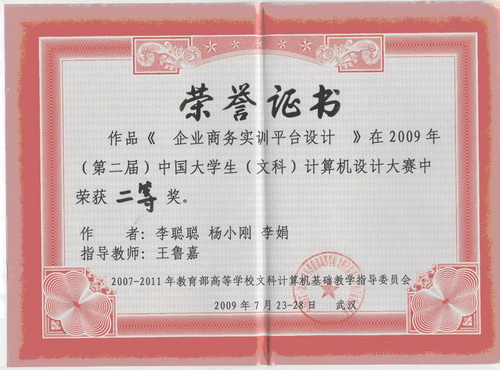 荣誉证书
作品《 企业商务实训平台设计 》在2009年
(第二届)中国大学生(文科)计算机设计大赛中
荣获 二等 奖。
作 者:李聪聪 杨小刚 李娟
指导教师:王鲁嘉
2007-2011年教育部高等学校文科计算机基础教学指导委员会
2009年7月23-28日 武汉